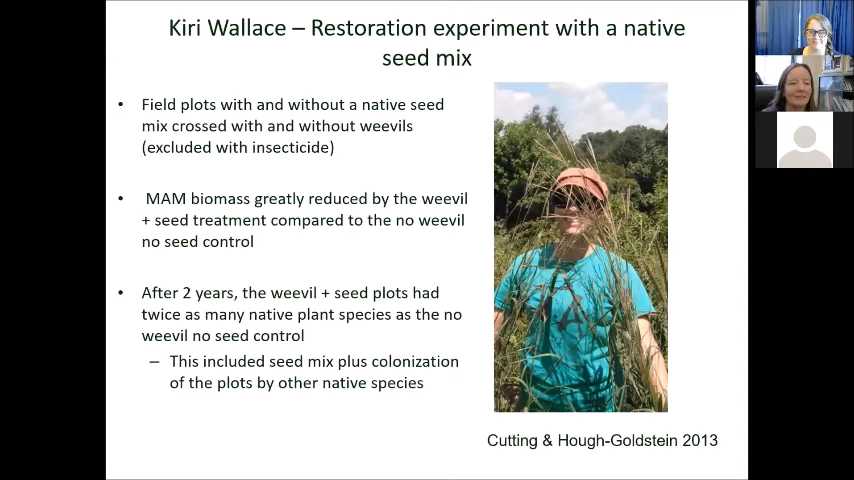 Kiri Wallace – Restoration experiment with a native
seed mix
• Field plots with and without a native seed
mix crossed with and without weevils
(excluded with insecticide)
• MAM biomass greatly reduced by the weevil
+ seed treatment compared to the no weevil
no seed control
• After 2 years, the weevil + seed plots had
twice as many native plant species as the no
weevil no seed control
– This included seed mix plus colonization
of the plots by other native species
Cutting & Hough-Goldstein 2013